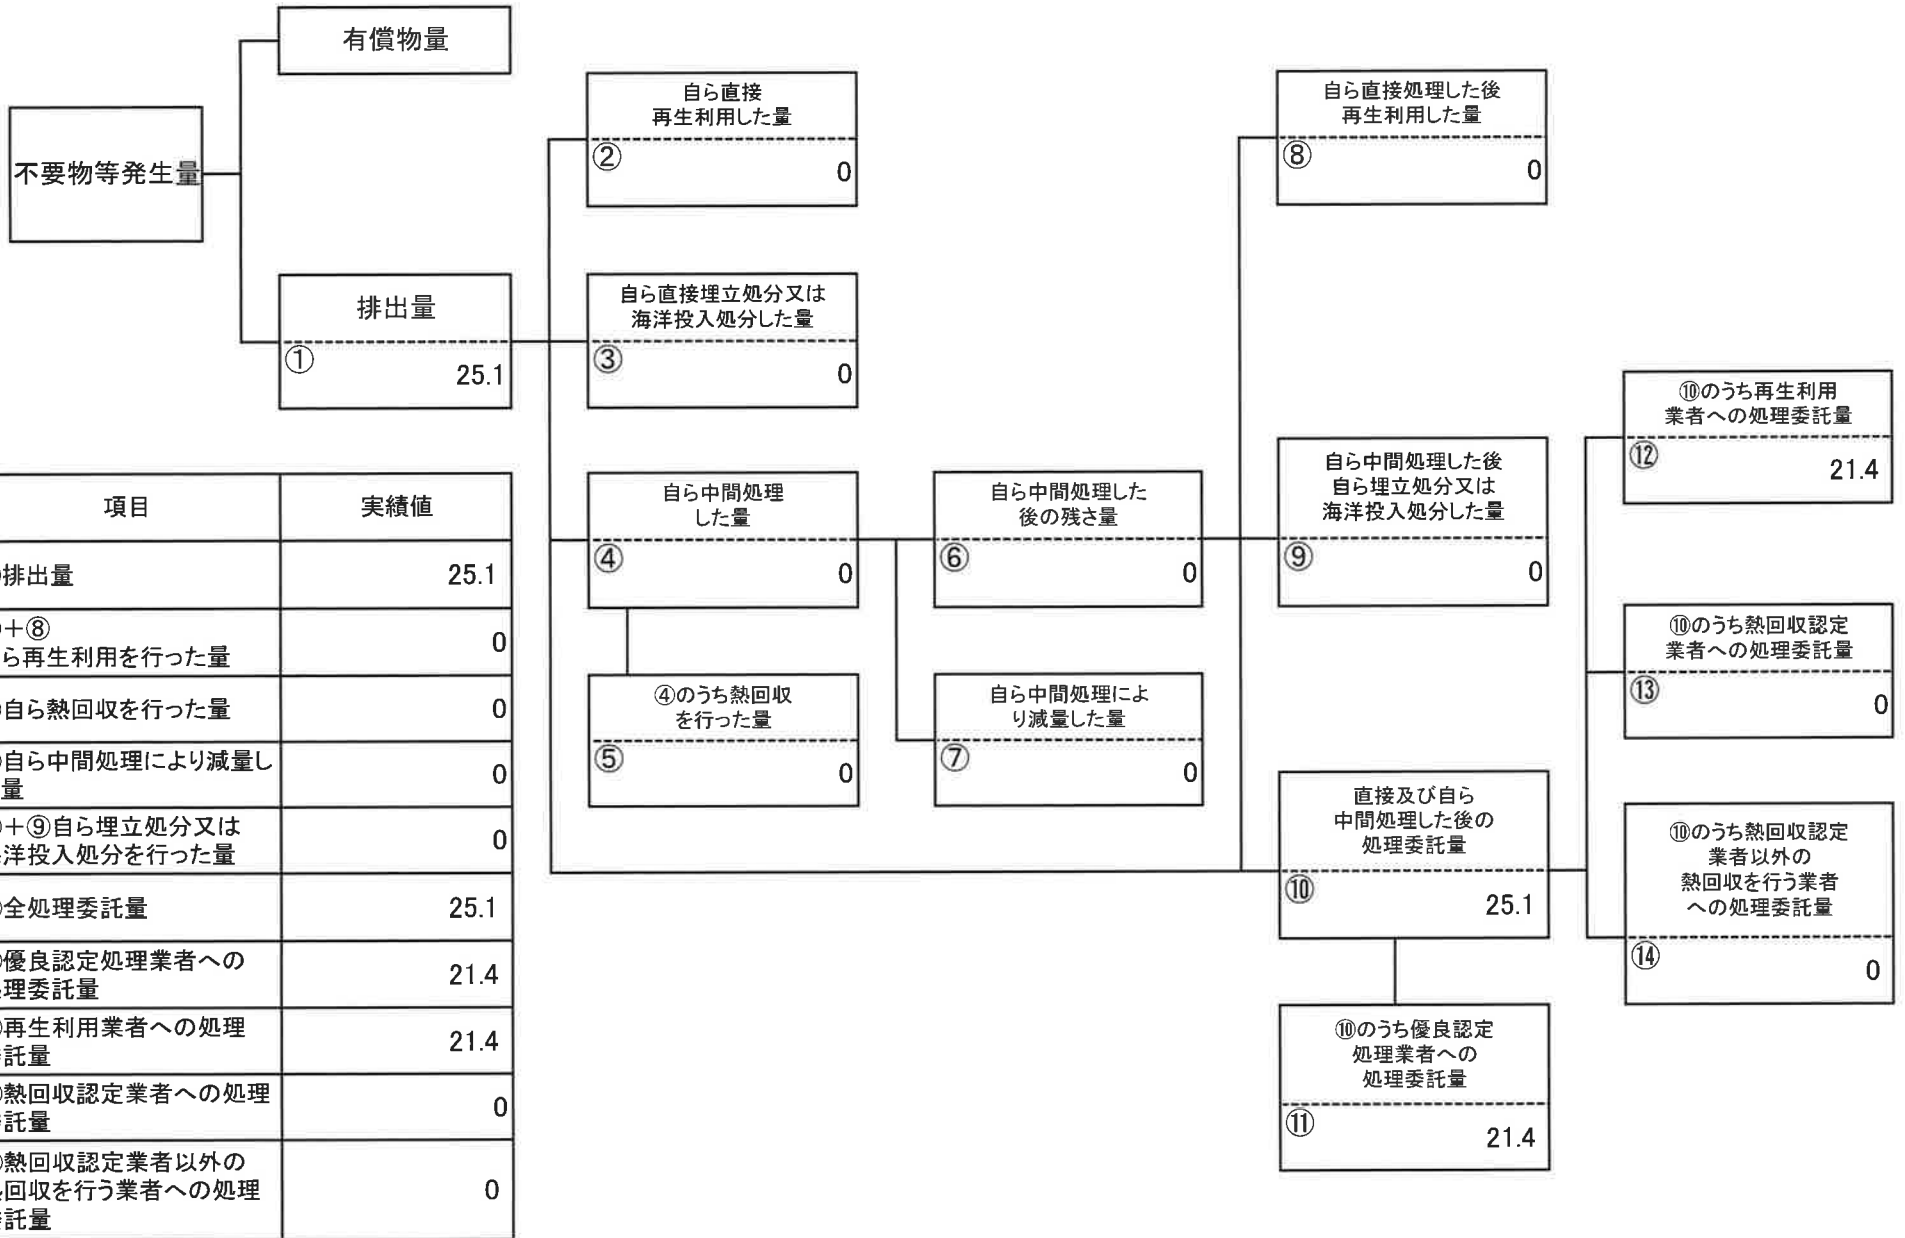 有償物量
不要物等発生量
排出量
①
25.1
自ら直接
再生利用した量
②
0
自ら直接埋立処分又は
海洋投入処分した量
③
0
自ら中間処理
した量
④
0
④のうち熱回収
を行った量
⑤
0
自ら中間処理した
後の残さ量
⑥
0
自ら中間処理によ
り減量した量
⑦
0
自ら直接処理した後
再生利用した量
⑧
0
自ら中間処理した後
自ら埋立処分又は
海洋投入処分した量
⑨
0
直接及び自ら
中間処理した後の
処理委託量
⑩
25.1
⑩のうち優良認定
処理業者への
処理委託量
⑪
21.4
⑩のうち再生利用
業者への処理委託量
⑫
21.4
⑩のうち熱回収認定
業者への処理委託量
⑬
0
⑩のうち熱回収認定
業者以外の
熱回収を行う業者
への処理委託量
⑭
0
項目 実績値
排出量 25.1
+⑧
ら再生利用を行った量 0
自ら熱回収を行った量 0
自ら中間処理により減量し
量 0
+⑨自ら埋立処分又は
洋投入処分を行った量 0
全処理委託量 25.1
優良認定処理業者への
理委託量 21.4
再生利用業者への処理
託量 21.4
熱回収認定業者への処理
託量 0
熱回収認定業者以外の
回収を行う業者への処理
託量 0